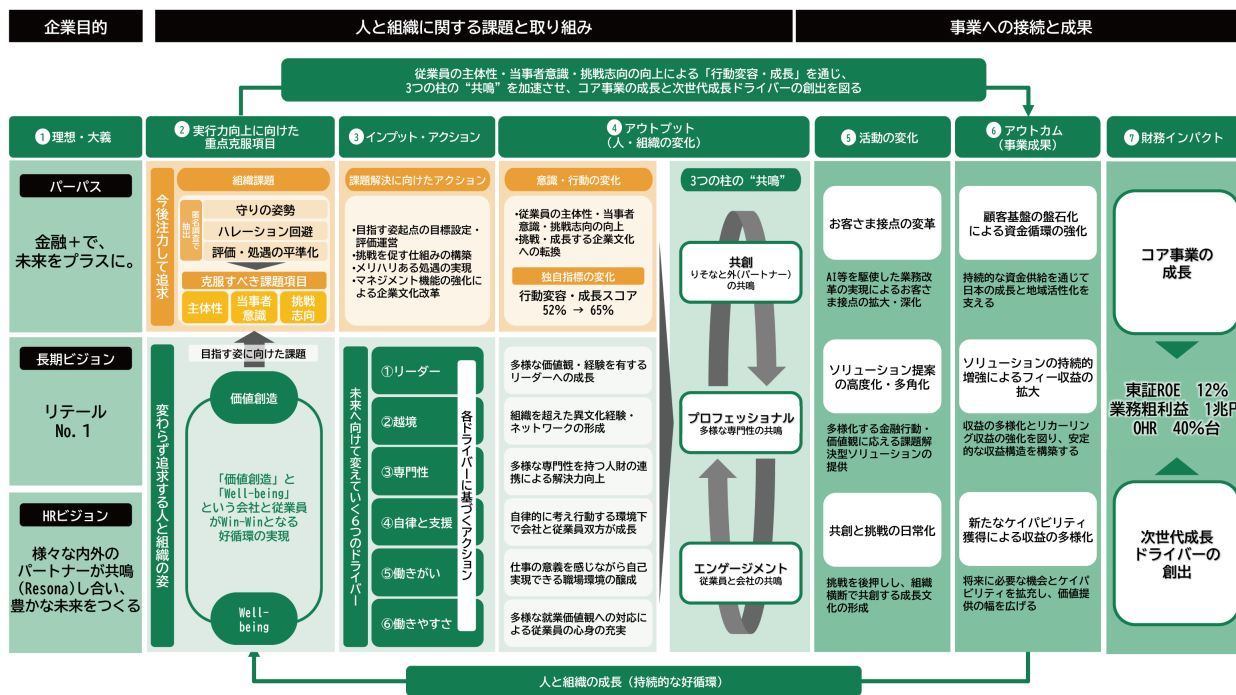 企業目的
人と組織に関する課題と取り組み
事業への接続と成果
従業員の主体性・当事者意識・挑戦志向の向上による「行動変容・成長」を通じ、
3つの柱の“共鳴”を加速させ、コア事業の成長と次世代成長ドライバーの創出を図る
1 理想・大義
2 実行力向上に向けた
重点克服項目
3 インプット・アクション
4 アウトプット
(人・組織の変化)
5 活動の変化
6 アウトカム
(事業成果)
7 財務インパクト
パーパス
金融+で、
未来をプラスに。
長期ビジョン
リテール
No.1
HRビジョン
様々な内外の
パートナーが共鳴
(Resona)し合い、
豊かな未来をつくる
今後注力して追求
組織課題
匿名調査で
抽出
守りの姿勢
ハレーション回避
評価・処遇の平準化
克服すべき課題項目
主体性
当事者
意識
挑戦
志向
課題解決に向けたアクション
・目指す姿起点の目標設定・
評価運営
・挑戦を促す仕組みの構築
・メリハリある処遇の実現
・マネジメント機能の強化に
よる企業文化改革
意識・行動の変化
・従業員の主体性・当事者
意識・挑戦志向の向上
・挑戦・成長する企業文化
への転換
独自指標の変化
行動変容・成長スコア
52% → 65%
変わらず追求する人と組織の姿
目指す姿に向けた課題
価値創造
「価値創造」と
「Well-being」
という会社と従業員
がWin-Winとなる
好循環の実現
Well-
being
未来へ向けて変えていく6つのドライバー
①リーダー
②越境
③専門性
④自律と支援
⑤働きがい
⑥働きやすさ
各ドライバーに基づくアクション
多様な価値観・経験を有する
リーダーへの成長
組織を超えた異文化経験・
ネットワークの形成
多様な専門性を持つ人財の連
携による解決力向上
自律的に考え行動する環境下
で会社と従業員双方が成長
仕事の意義を感じながら自己
実現できる職場環境の醸成
多様な就業価値観への対応に
よる従業員の心身の充実
3つの柱の“共鳴”
共創
りそなと外(パートナー)
の共鳴
プロフェッショナル
多様な専門性の共鳴
エンゲージメント
従業員と会社の共鳴
お客さま接点の変革
AI等を駆使した業務改
革の実現によるお客さ
ま接点の拡大・深化
ソリューション提案
の高度化・多角化
多様化する金融行動・
価値観に応える課題解
決型ソリューションの
提供
共創と挑戦の日常化
挑戦を後押しし、組織
横断で共創する成長文
化の形成
顧客基盤の盤石化
による資金循環の強化
持続的な資金供給を通じて
日本の成長と地域活性化を
支える
ソリューションの持続的
増強によるフィー収益の
拡大
収益の多様化とリカーリン
グ収益の強化を図り、安定
的な収益構造を構築する
新たなケイパビリティ
獲得による収益の多様化
将来に必要な機会とケイパ
ビリティを拡充し、価値提
供の幅を広げる
コア事業の
成長
東証ROE 12%
業務粗利益 1兆円
OHR 40%台
次世代成長
ドライバーの
創出
人と組織の成長(持続的な好循環)